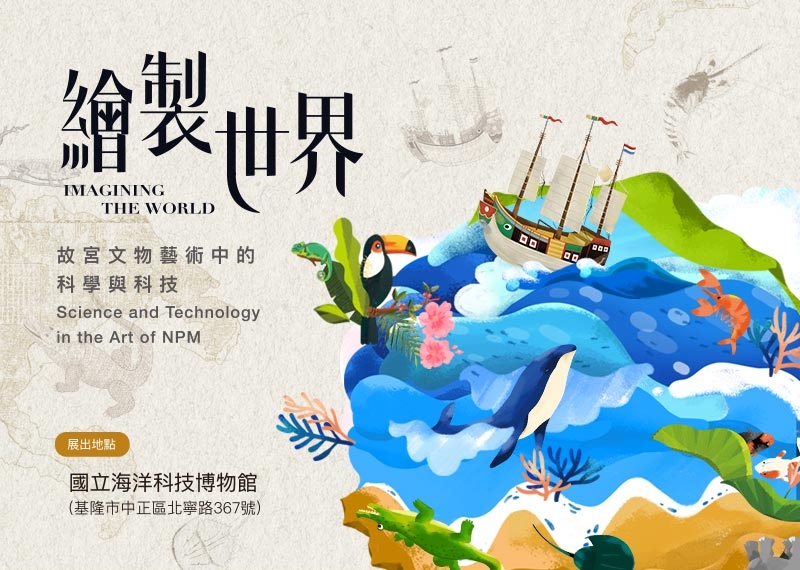 繪製世界
IMAGINING
THE WORLD
故宮文物藝術中的
科學與科技
Science and Technology
in the Art of NPM
展出地點
國立海洋科技博物館
(基隆市中正區北寧路367號)